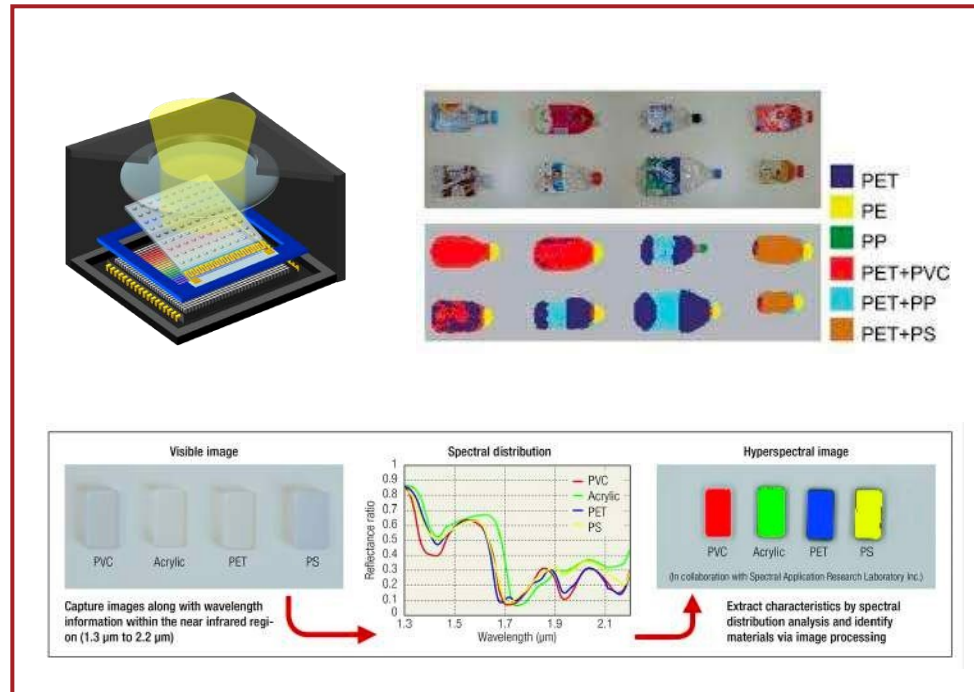 PET
PE
PP
PET+PVC
PET+PP
PET+PS
Visible image
PVC
Acrylic
PET
PS
Capture images along with wavelength
information within the near infrared regi-
on (1.3 µm to 2.2 µm)
Spectral distribution
Reflectance ratio
1
0.9
0.8
0.7
0.6
0.5
0.4
0.3
0.2
0.1
0
1.3
1.5
1.7
1.9
2.1
Wavelength (µm)
PVC
Acrylic
PET
PS
Hyperspectral image
PVC
Acrylic
PET
PS
(In collaboration with Spectral Application Research Laboratory Inc.)
Extract characteristics by spectral
distribution analysis and identify
materials via image processing